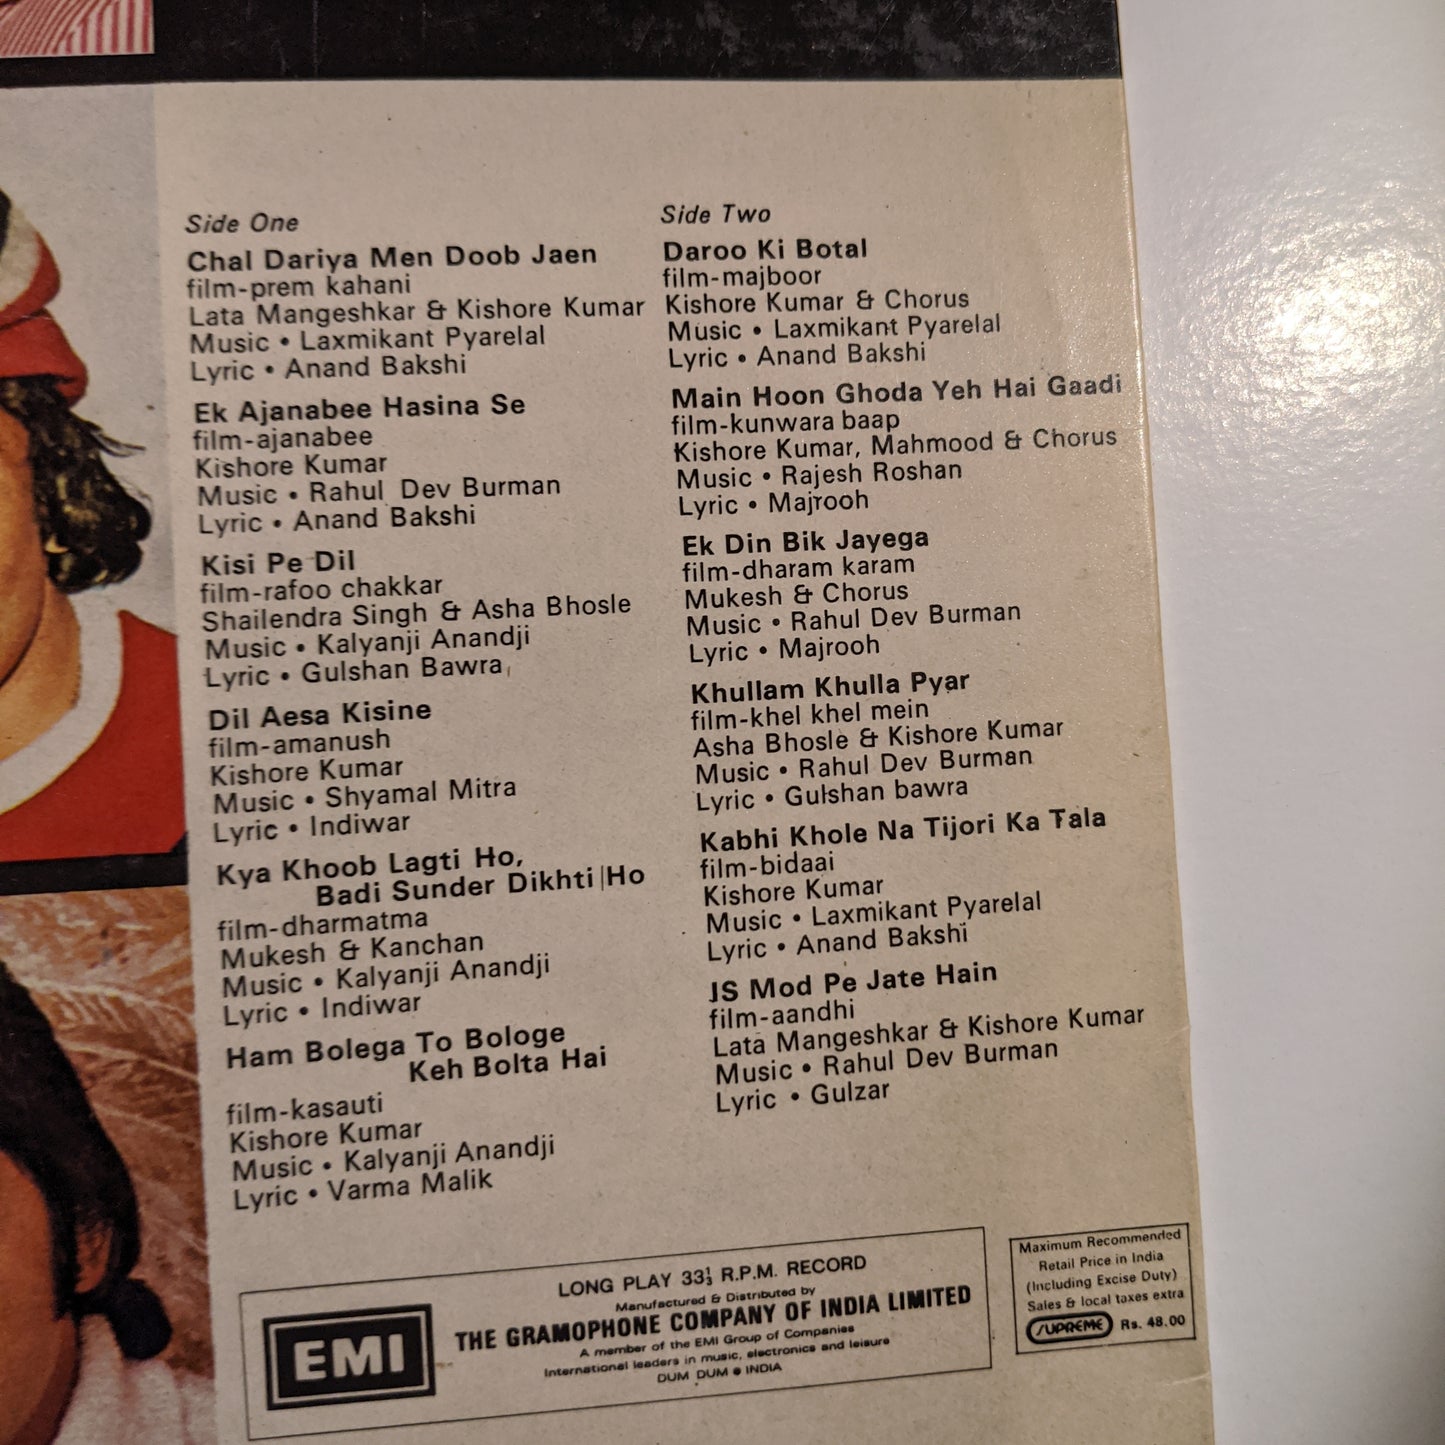 Side One
Chal Dariya Men Doob Jaen
film-prem kahani
Lata Mangeshkar & Kishore Kumar
Music • Laxmikant Pyarelal
Lyric • Anand Bakshi
Ek Ajanabee Hasina Se
film-ajanabee
Kishore Kumar
Music • Rahul Dev Burman
Lyric • Anand Bakshi
Kisi Pe Dil
film-rafoo chakkar
Shailendra Singh & Asha Bhosle
Music • Kalyanji Anandji
Lyric • Gulshan Bawra
Dil Aesa Kisine
film-amanush
Kishore Kumar
Music • Shyamal Mitra
Lyric • Indiwar
Kya Khoob Lagti Ho,
Badi Sunder Dikhti Ho
film-dharmatma
Mukesh & Kanchan
Music • Kalyanji Anandji
Lyric • Indiwar
Ham Bolega To Bologe
Keh Bolta Hai
film-kasauti
Kishore Kumar
Music • Kalyanji Anandji
Lyric • Varma Malik
Side Two
Daroo Ki Botal
film-majboor
Kishore Kumar & Chorus
Music • Laxmikant Pyarelal
Lyric • Anand Bakshi
Main Hoon Ghoda Yeh Hai Gaadi
film-kunwara baap
Kishore Kumar, Mahmood & Chorus
Music • Rajesh Roshan
Lyric • Majrooh
Ek Din Bik Jayega
film-dharam karam
Mukesh & Chorus
Music • Rahul Dev Burman
Lyric • Majrooh
Khullam Khulla Pyar
film-khel khel mein
Asha Bhosle & Kishore Kumar
Music • Rahul Dev Burman
Lyric • Gulshan bawra
Kabhi Khole Na Tijori Ka Tala
film-bidaai
Kishore Kumar
Music • Laxmikant Pyarelal
Lyric • Anand Bakshi
IS Mod Pe Jate Hain
film-aandhi
Lata Mangeshkar & Kishore Kumar
Music • Rahul Dev Burman
Lyric • Gulzar
EMI
LONG PLAY 33⅓ R.P.M. RECORD
Manufactured & Distributed by
THE GRAMOPHONE COMPANY OF INDIA LIMITED
A member of the EMI Group of Companies
International leaders in music, electronics and leisure
DUM DUM • INDIA
Maximum Recommended
Retail Price in India
(Including Excise Duty)
Sales & local taxes extra
SUPREME Rs. 48.00